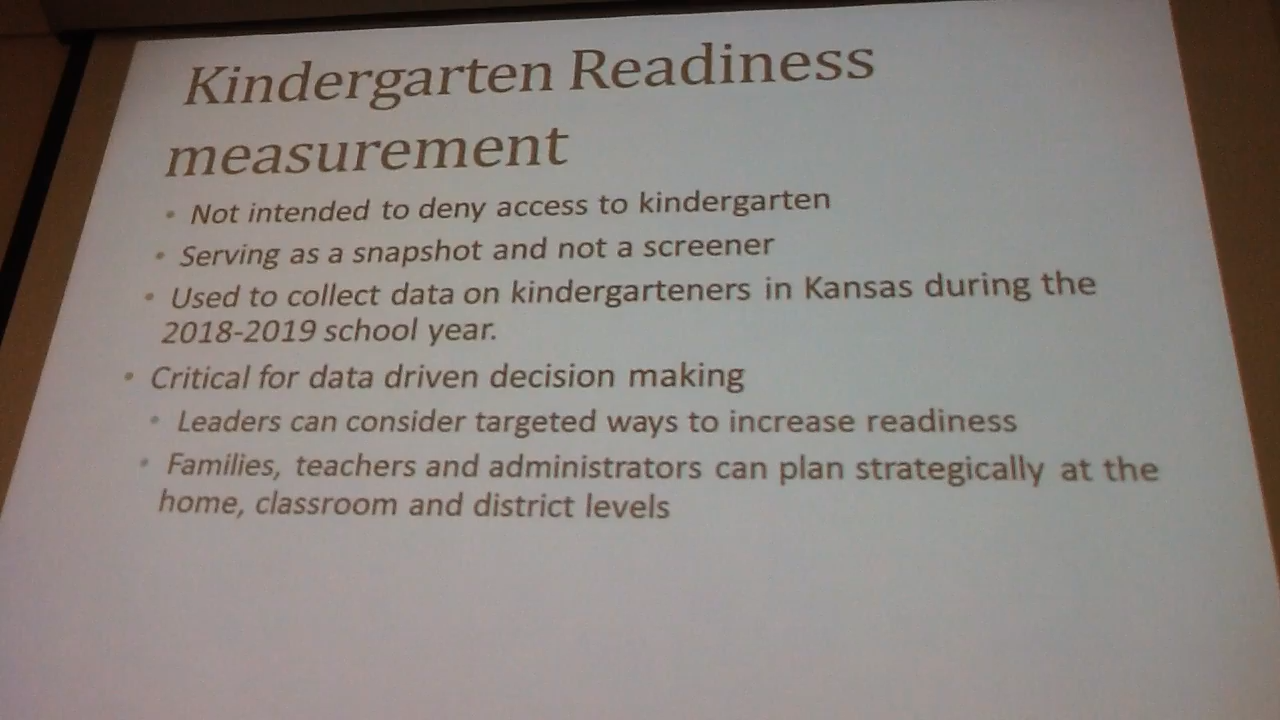 Kindergarten Readiness
measurement
• Not intended to deny access to kindergarten
• Serving as a snapshot and not a screener
• Used to collect data on kindergarteners in Kansas during the
2018-2019 school year.
• Critical for data driven decision making
• Leaders can consider targeted ways to increase readiness
• Families, teachers and administrators can plan strategically at the
home, classroom and district levels